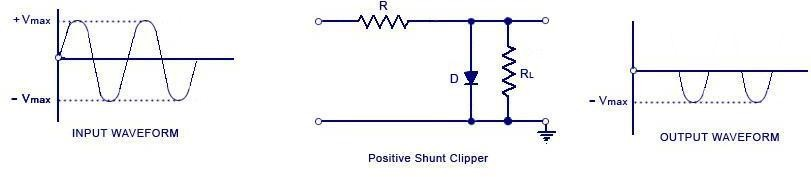 +Vmax
- Vmax
INPUT WAVEFORM
R
D
RL
Positive Shunt Clipper
- Vmax
OUTPUT WAVEFORM